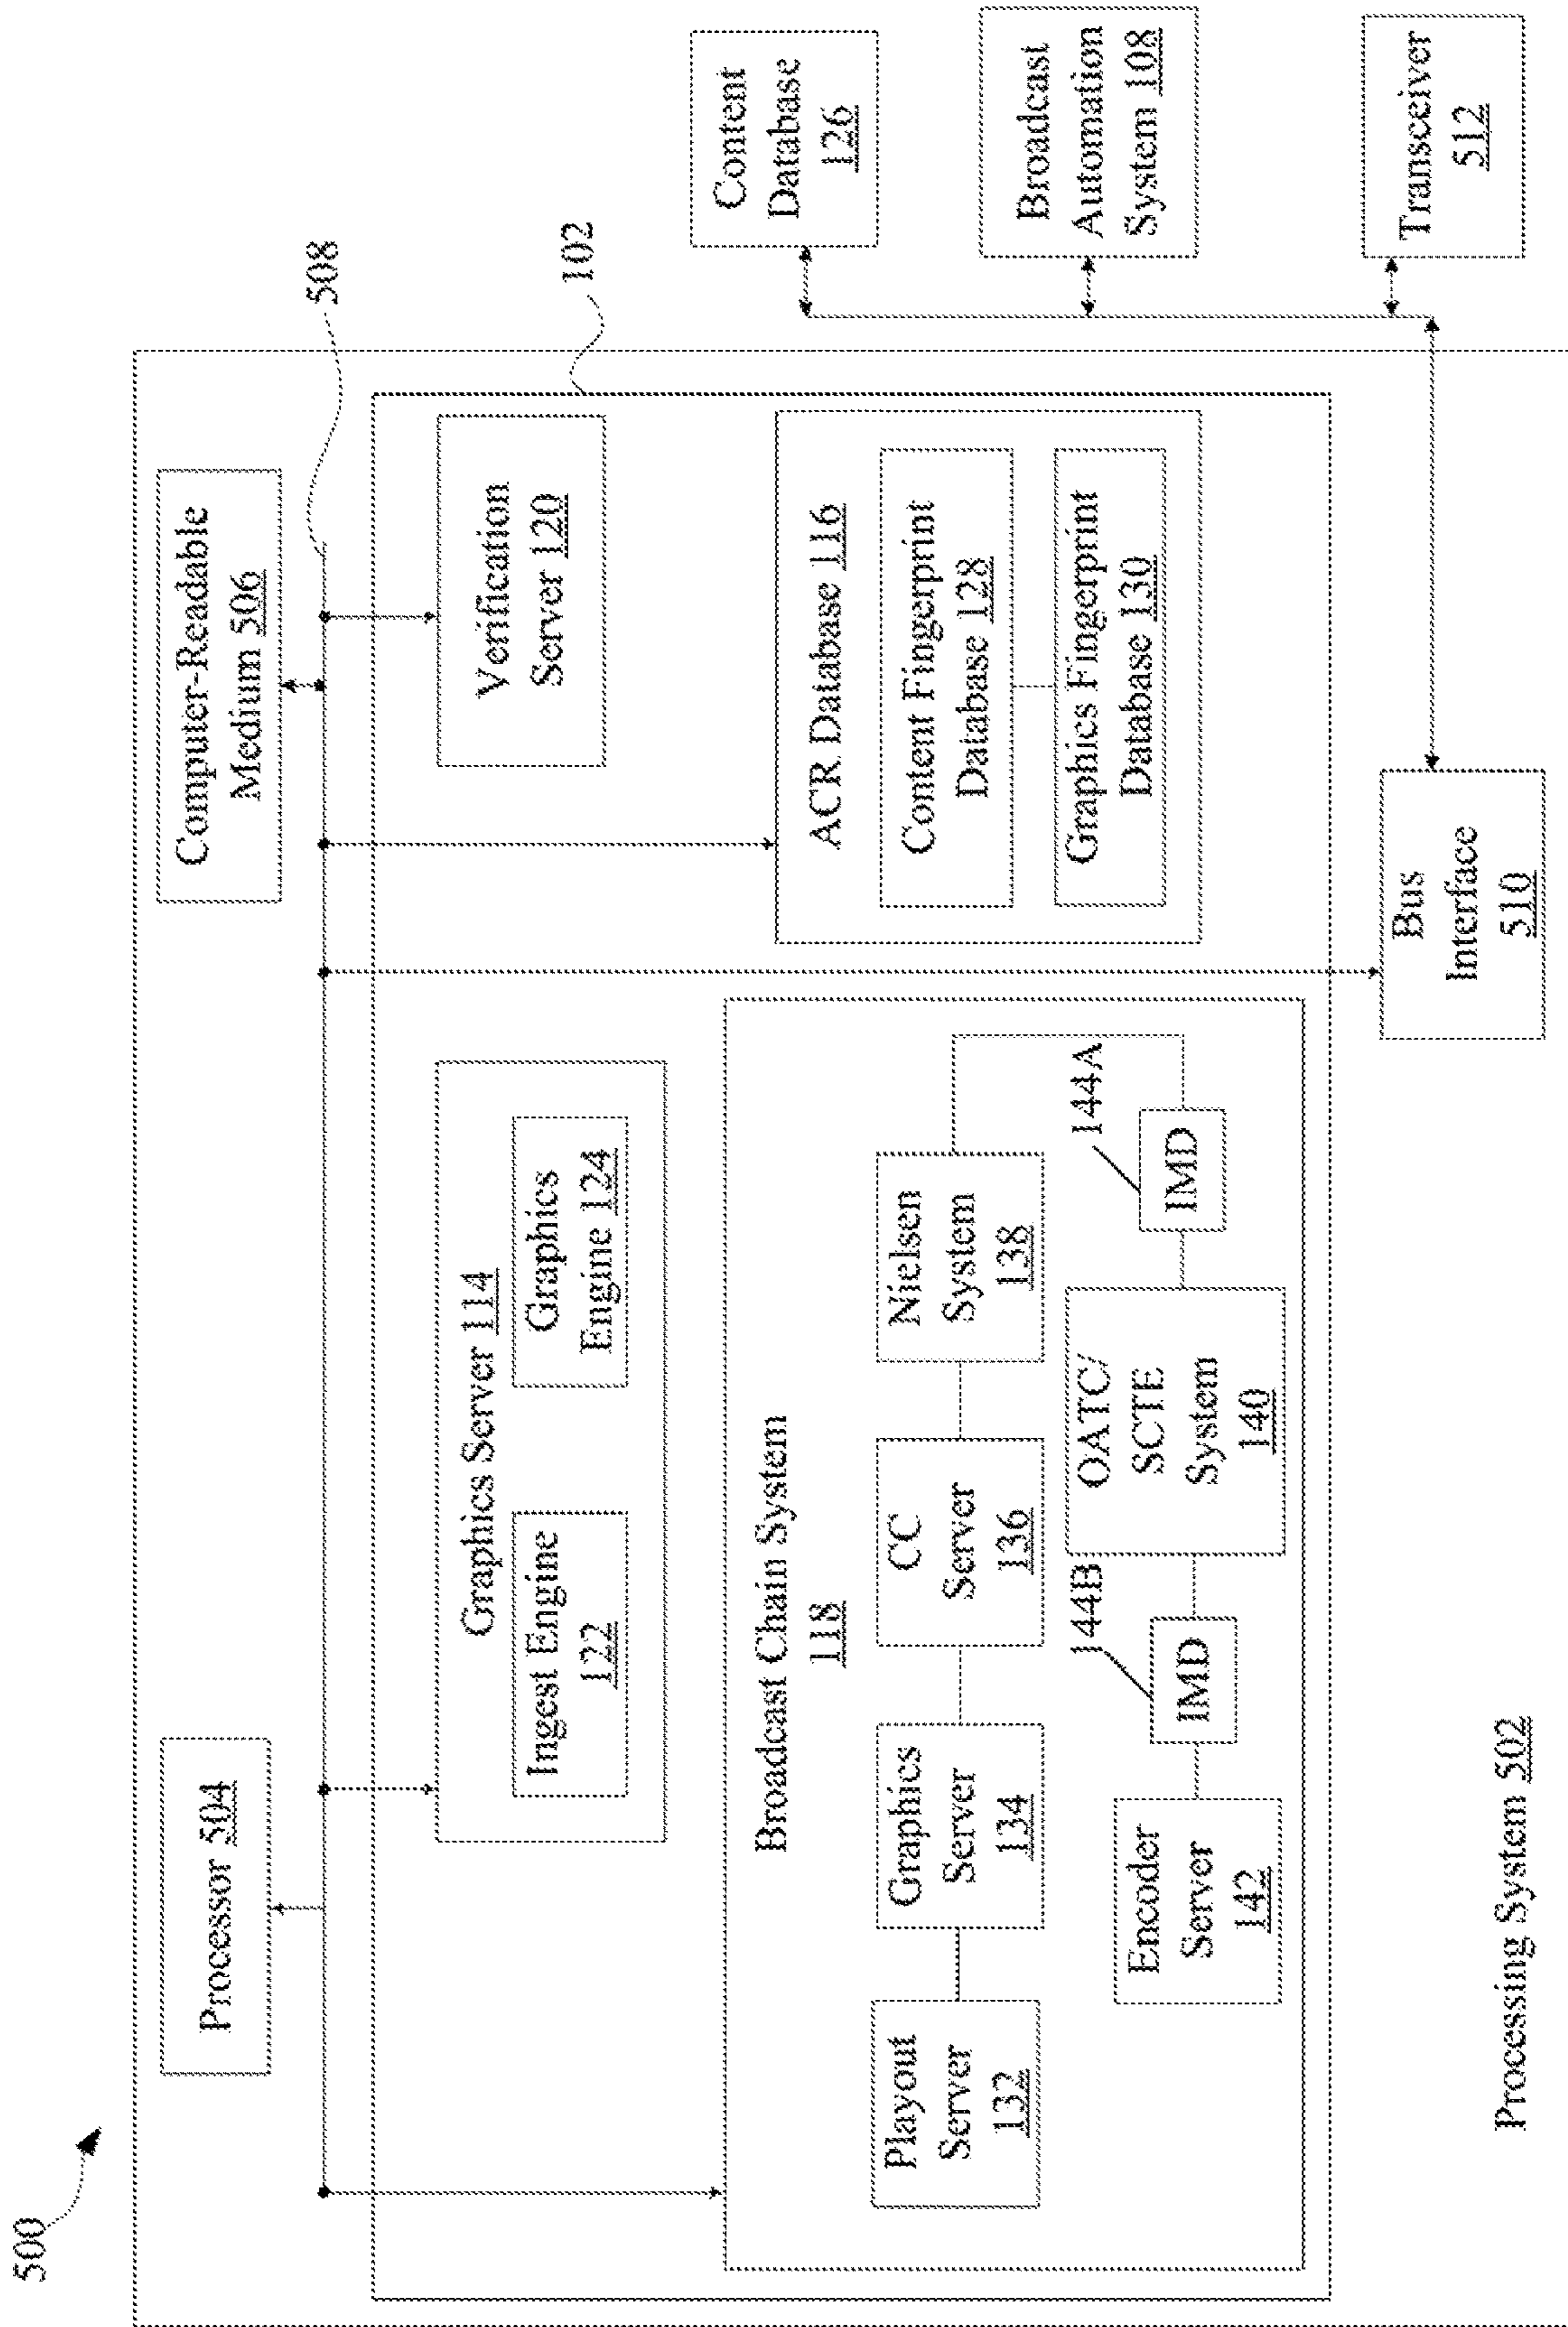 500
Processor 504
Computer-Readable
Medium 506
508
102
Graphics Server 114
Ingest Engine
122
Graphics
Engine 124
Verification
Server 120
Broadcast Chain System
118
Playout
Server
132
Graphics
Server
134
CC
Server
136
Nielsen
System
138
Encoder
Server
142
144B
IMD
OATC/
SCTE
System
140
144A
IMD
ACR Database 116
Content Fingerprint
Database 128
Graphics Fingerprint
Database 130
Bus
Interface
510
Content
Database
126
Broadcast
Automation
System 108
Transceiver
512
Processing System 502